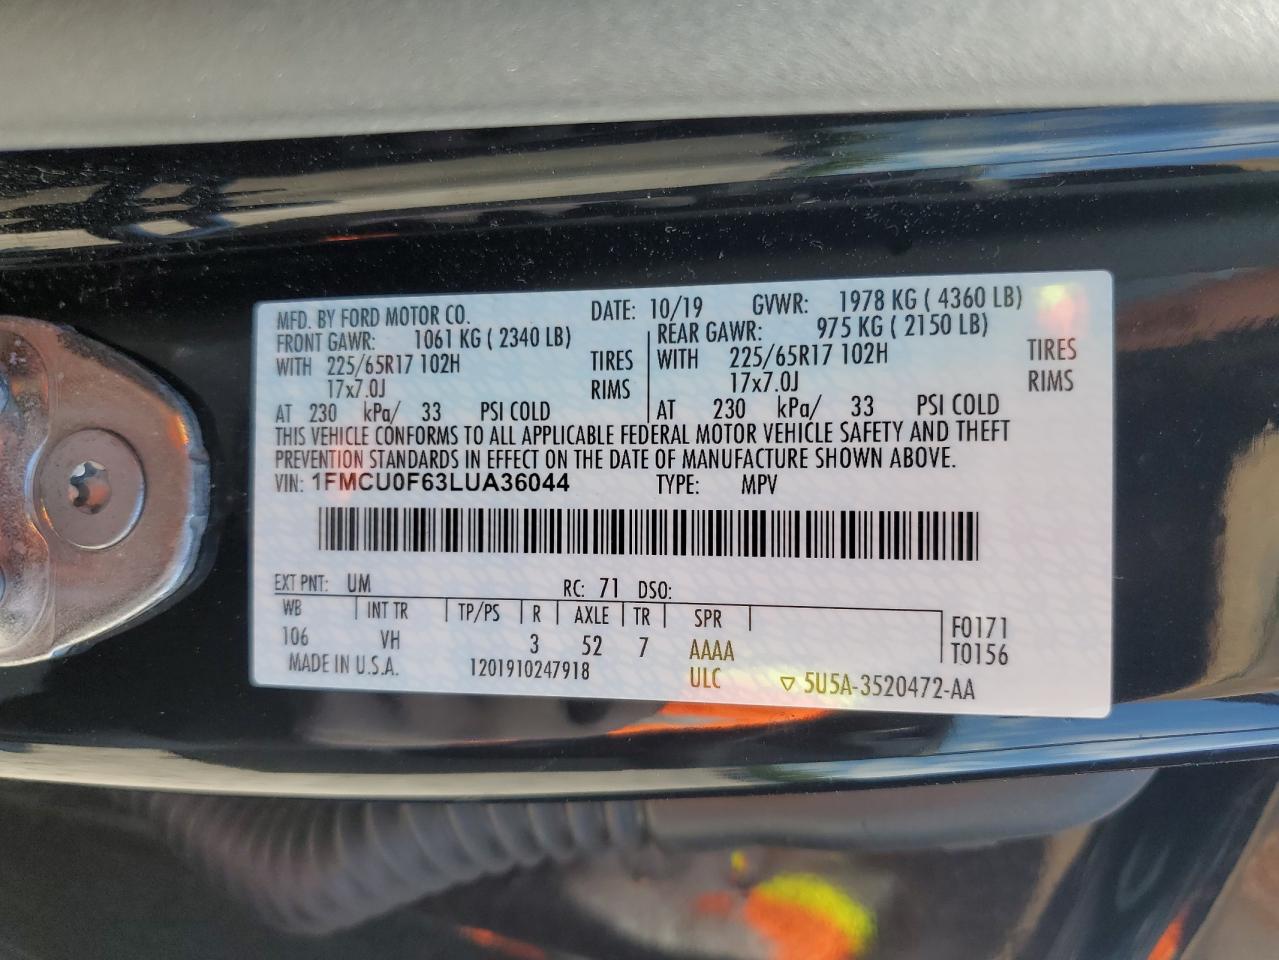 MFD. BY FORD MOTOR CO. DATE: 10/19 GVWR: 1978 KG ( 4360 LB)
FRONT GAWR: 1061 KG ( 2340 LB) REAR GAWR: 975 KG ( 2150 LB)
WITH 225/65R17 102H TIRES WITH 225/65R17 102H TIRES
17x7.0J RIMS 17x7.0J RIMS
AT 230 kPa/ 33 PSI COLD AT 230 kPa/ 33 PSI COLD
THIS VEHICLE CONFORMS TO ALL APPLICABLE FEDERAL MOTOR VEHICLE SAFETY AND THEFT
PREVENTION STANDARDS IN EFFECT ON THE DATE OF MANUFACTURE SHOWN ABOVE.
VIN: 1FMCU0F63LUA36044 TYPE: MPV
EXT PNT: UM RC: 71 DSO:
WB INT TR TP/PS R AXLE TR SPR F0171
106 VH 3 52 7 AAAA T0156
MADE IN U.S.A. 1201910247918 ULC ▽ 5U5A-3520472-AA